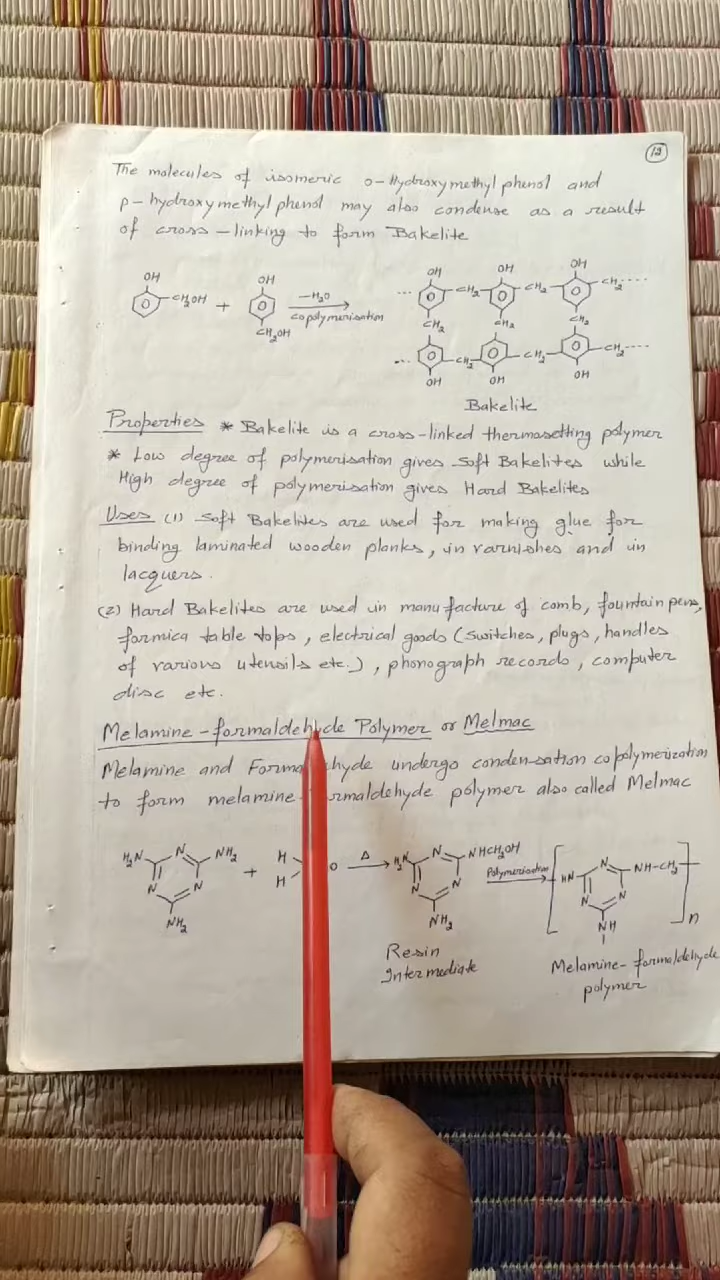 13
The molecules of isomeric o-Hydroxymethyl phenol and
p-hydroxymethyl phenol may also condense as a result
of cross-linking to form Bakelite
OH OH OH OH OH
CH₂OH + -H₂O ... CH₂ CH₂ CH₂....
copolymerisation
CH₂OH CH₂ CH₂ CH₂
... CH₂ CH₂ CH₂....
OH OH OH
Bakelite
Properties * Bakelite is a cross-linked thermosetting polymer
* Low degree of polymerisation gives soft Bakelites while
High degree of polymerisation gives Hard Bakelites
Uses (1) Soft Bakelites are used for making glue for
binding laminated wooden planks, in varnishes and in
lacquers.
(2) Hard Bakelites are used in manufacture of comb, fountain pens,
formica table tops, electrical goods (switches, plugs, handles
of various utensils etc.), phonograph records, computer
disc etc.
Melamine-formaldehyde Polymer or Melmac
Melamine and hyde undergo condensation copolymerization
to form melamine polymer also called Melmac
H₂N N NH₂ + H O Δ H₂N N NHCH₂OH Polymerisation HN N NH-CH₂
N N H N N N N n
NH₂ NH₂ NH
Resin
Intermediate
Melamine-formaldehyde
polymer